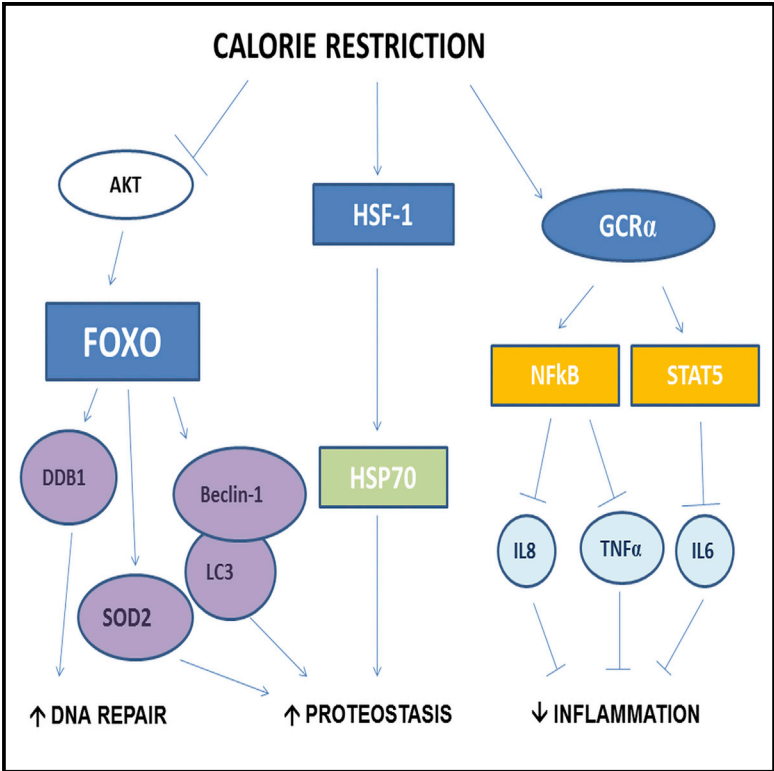 CALORIE RESTRICTION
AKT
HSF-1
GCRα
FOXO
NFkB
STAT5
DDB1
Beclin-1
HSP70
LC3
IL8
TNFα
IL6
SOD2
↑ DNA REPAIR
↑ PROTEOSTASIS
↓ INFLAMMATION